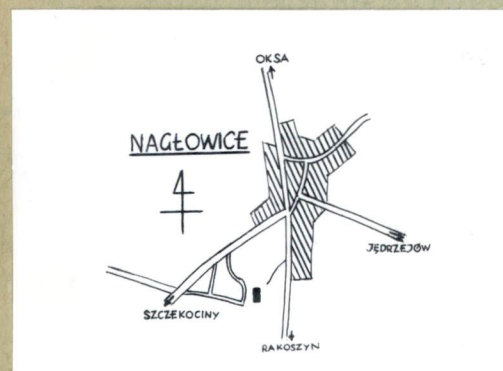 OKSA
NAGŁOWICE
JĘDRZEJÓW
SZCZEKOCINY
RAKOSZYN